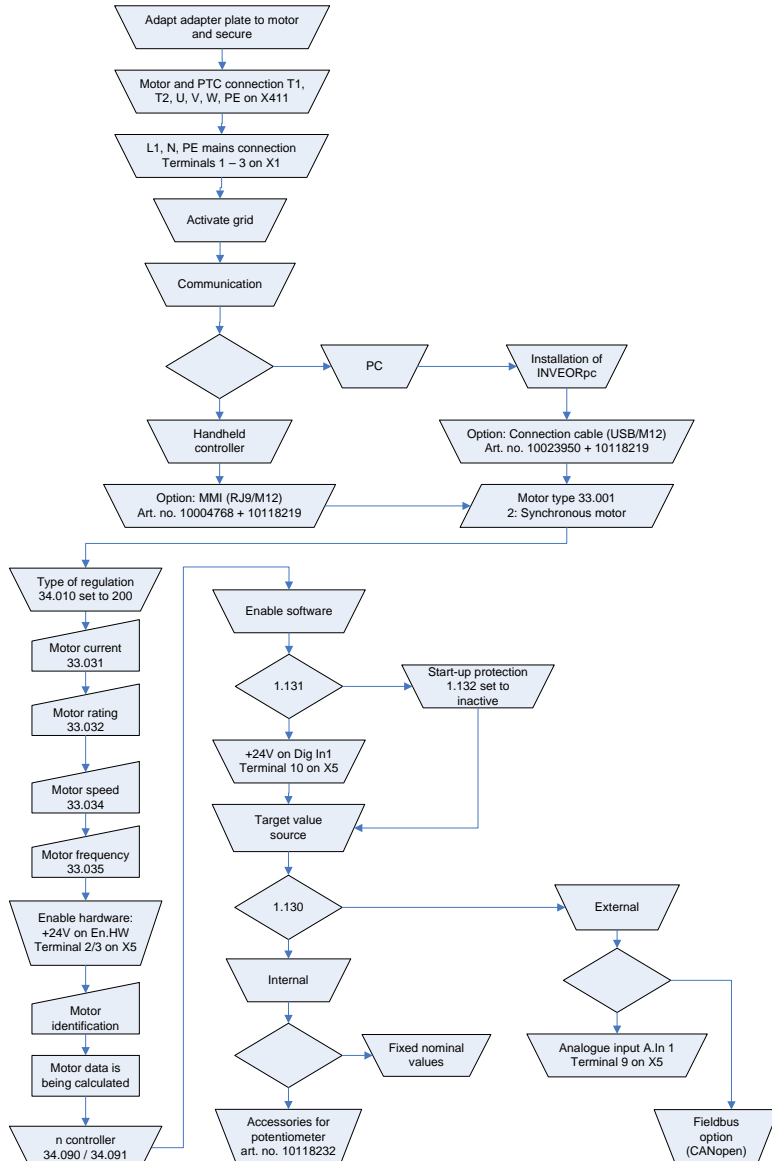 Adapt adapter plate to motor
and secure
Motor and PTC connection T1,
T2, U, V, W, PE on X411
L1, N, PE mains connection
Terminals 1 – 3 on X1
Activate grid
Communication
PC
Installation of
INVEORpc
Handheld
controller
Option: Connection cable (USB/M12)
Art. no. 10023950 + 10118219
Option: MMI (RJ9/M12)
Art. no. 10004768 + 10118219
Motor type 33.001
2: Synchronous motor
Type of regulation
34.010 set to 200
Motor current
33.031
Motor rating
33.032
Motor speed
33.034
Motor frequency
33.035
Enable hardware:
+24V on En.HW
Terminal 2/3 on X5
Motor
identification
Motor data is
being calculated
n controller
34.090 / 34.091
Enable software
1.131
Start-up protection
1.132 set to
inactive
+24V on Dig In1
Terminal 10 on X5
Target value
source
1.130
External
Internal
Fixed nominal
values
Analogue input A.In 1
Terminal 9 on X5
Accessories for
potentiometer
art. no. 10118232
Fieldbus
option
(CANopen)